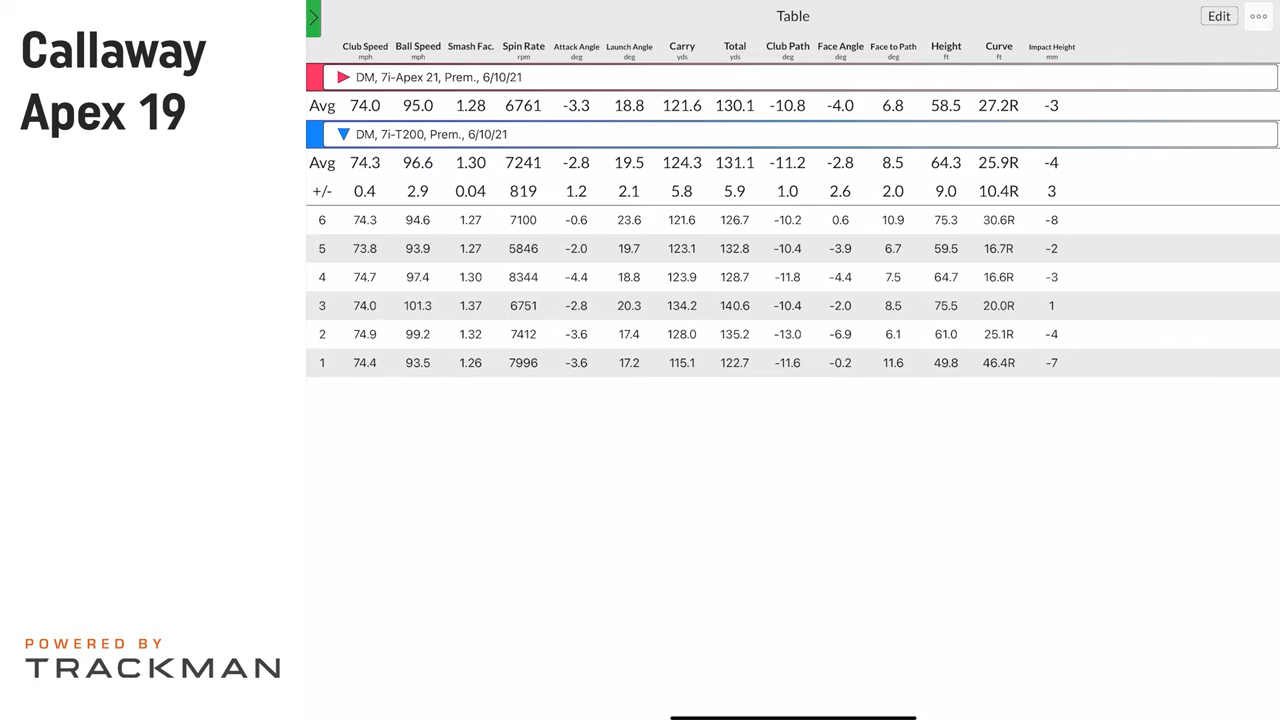 Callaway
Apex 19
Table
Edit
Club Speed Ball Speed Smash Fac. Spin Rate Attack Angle Launch Angle Carry Total Club Path Face Angle Face to Path Height Curve Impact Height
mph mph rpm deg deg yds yds deg deg deg ft ft mm
DM, 7i-Apex 21, Prem., 6/10/21
Avg 74.0 95.0 1.28 6761 -3.3 18.8 121.6 130.1 -10.8 -4.0 6.8 58.5 27.2R -3
DM, 7i-T200, Prem., 6/10/21
Avg 74.3 96.6 1.30 7241 -2.8 19.5 124.3 131.1 -11.2 -2.8 8.5 64.3 25.9R -4
+/- 0.4 2.9 0.04 819 1.2 2.1 5.8 5.9 1.0 2.6 2.0 9.0 10.4R 3
6 74.3 94.6 1.27 7100 -0.6 23.6 121.6 126.7 -10.2 0.6 10.9 75.3 30.6R -8
5 73.8 93.9 1.27 5846 -2.0 19.7 123.1 132.8 -10.4 -3.9 6.7 59.5 16.7R -2
4 74.7 97.4 1.30 8344 -4.4 18.8 123.9 128.7 -11.8 -4.4 7.5 64.7 16.6R -3
3 74.0 101.3 1.37 6751 -2.8 20.3 134.2 140.6 -10.4 -2.0 8.5 75.5 20.0R 1
2 74.9 99.2 1.32 7412 -3.6 17.4 128.0 135.2 -13.0 -6.9 6.1 61.0 25.1R -4
1 74.4 93.5 1.26 7996 -3.6 17.2 115.1 122.7 -11.6 -0.2 11.6 49.8 46.4R -7
POWERED BY
TRACKMAN